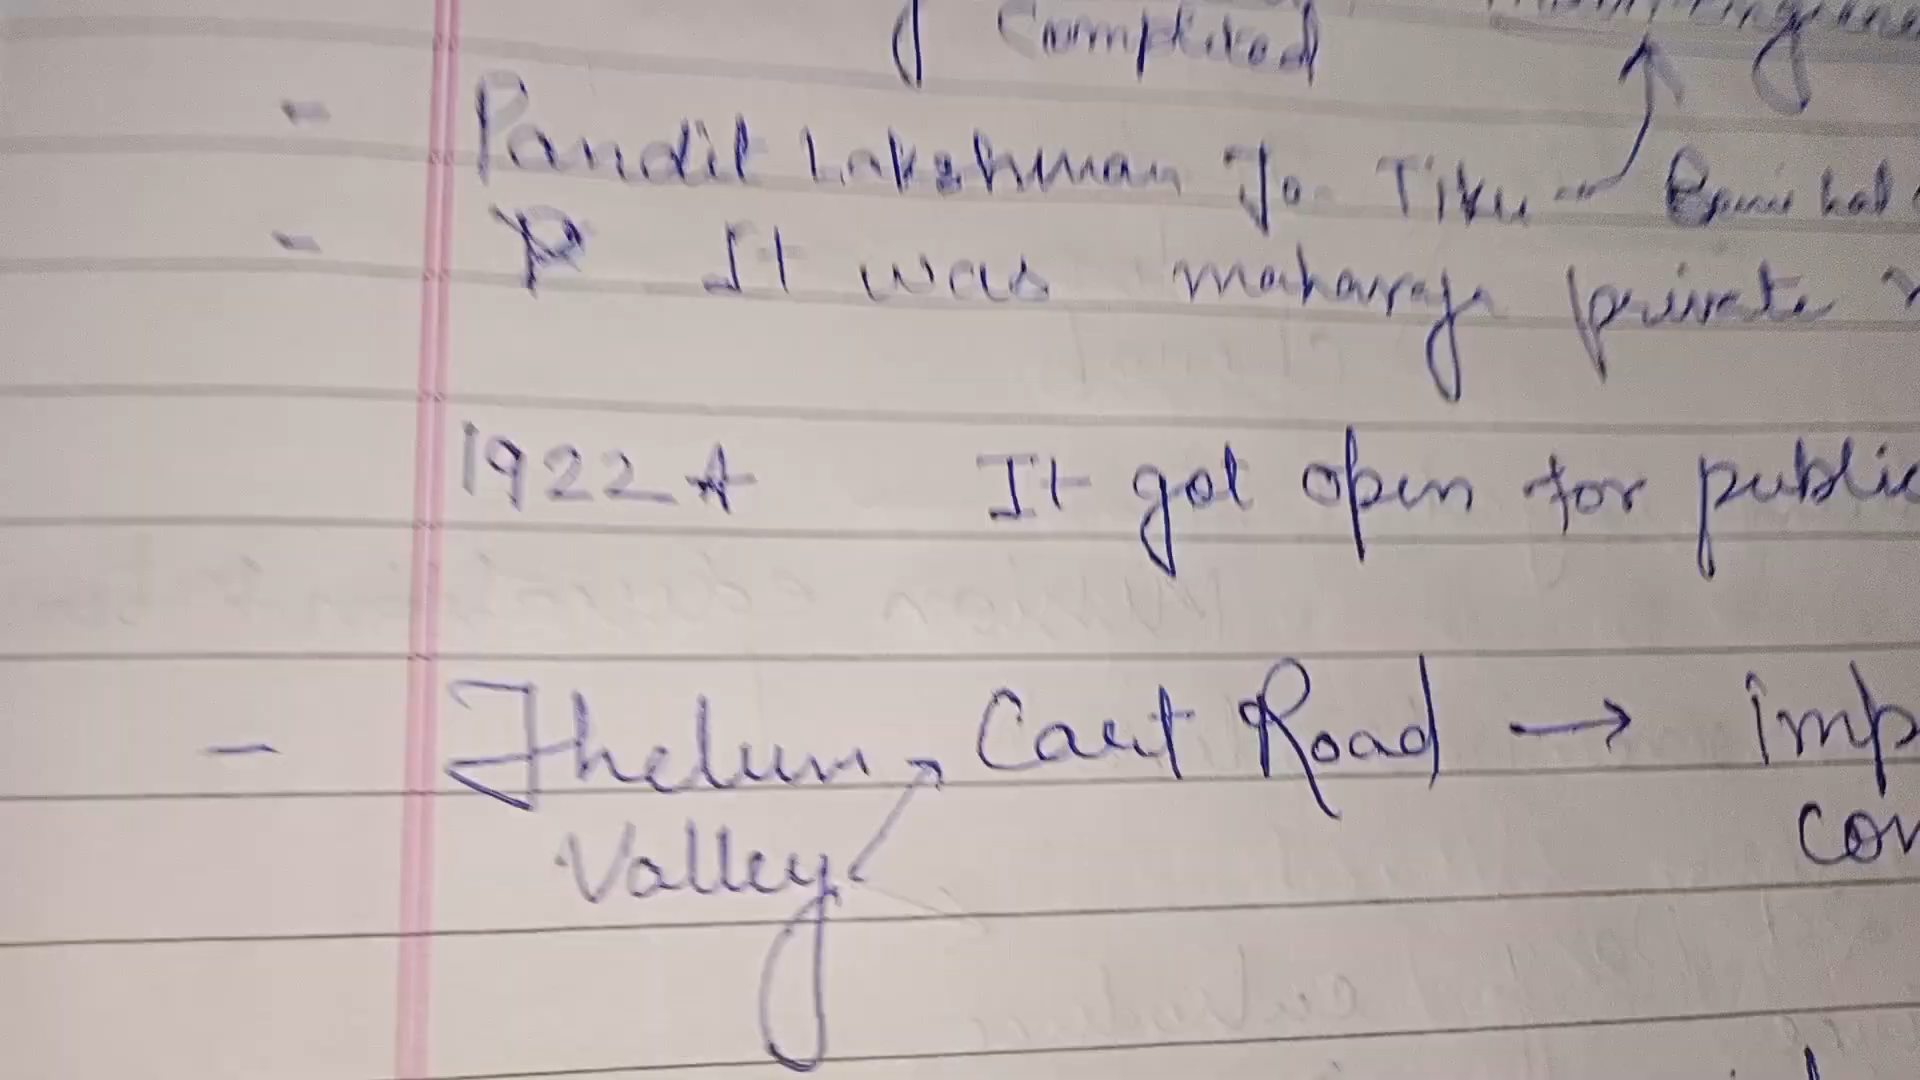 Completed
- Pandit Lakshman Jo Tiku
- It was maharaja private
1922 A It got open for public
- Jhelum Cart Road → imp
Valley con